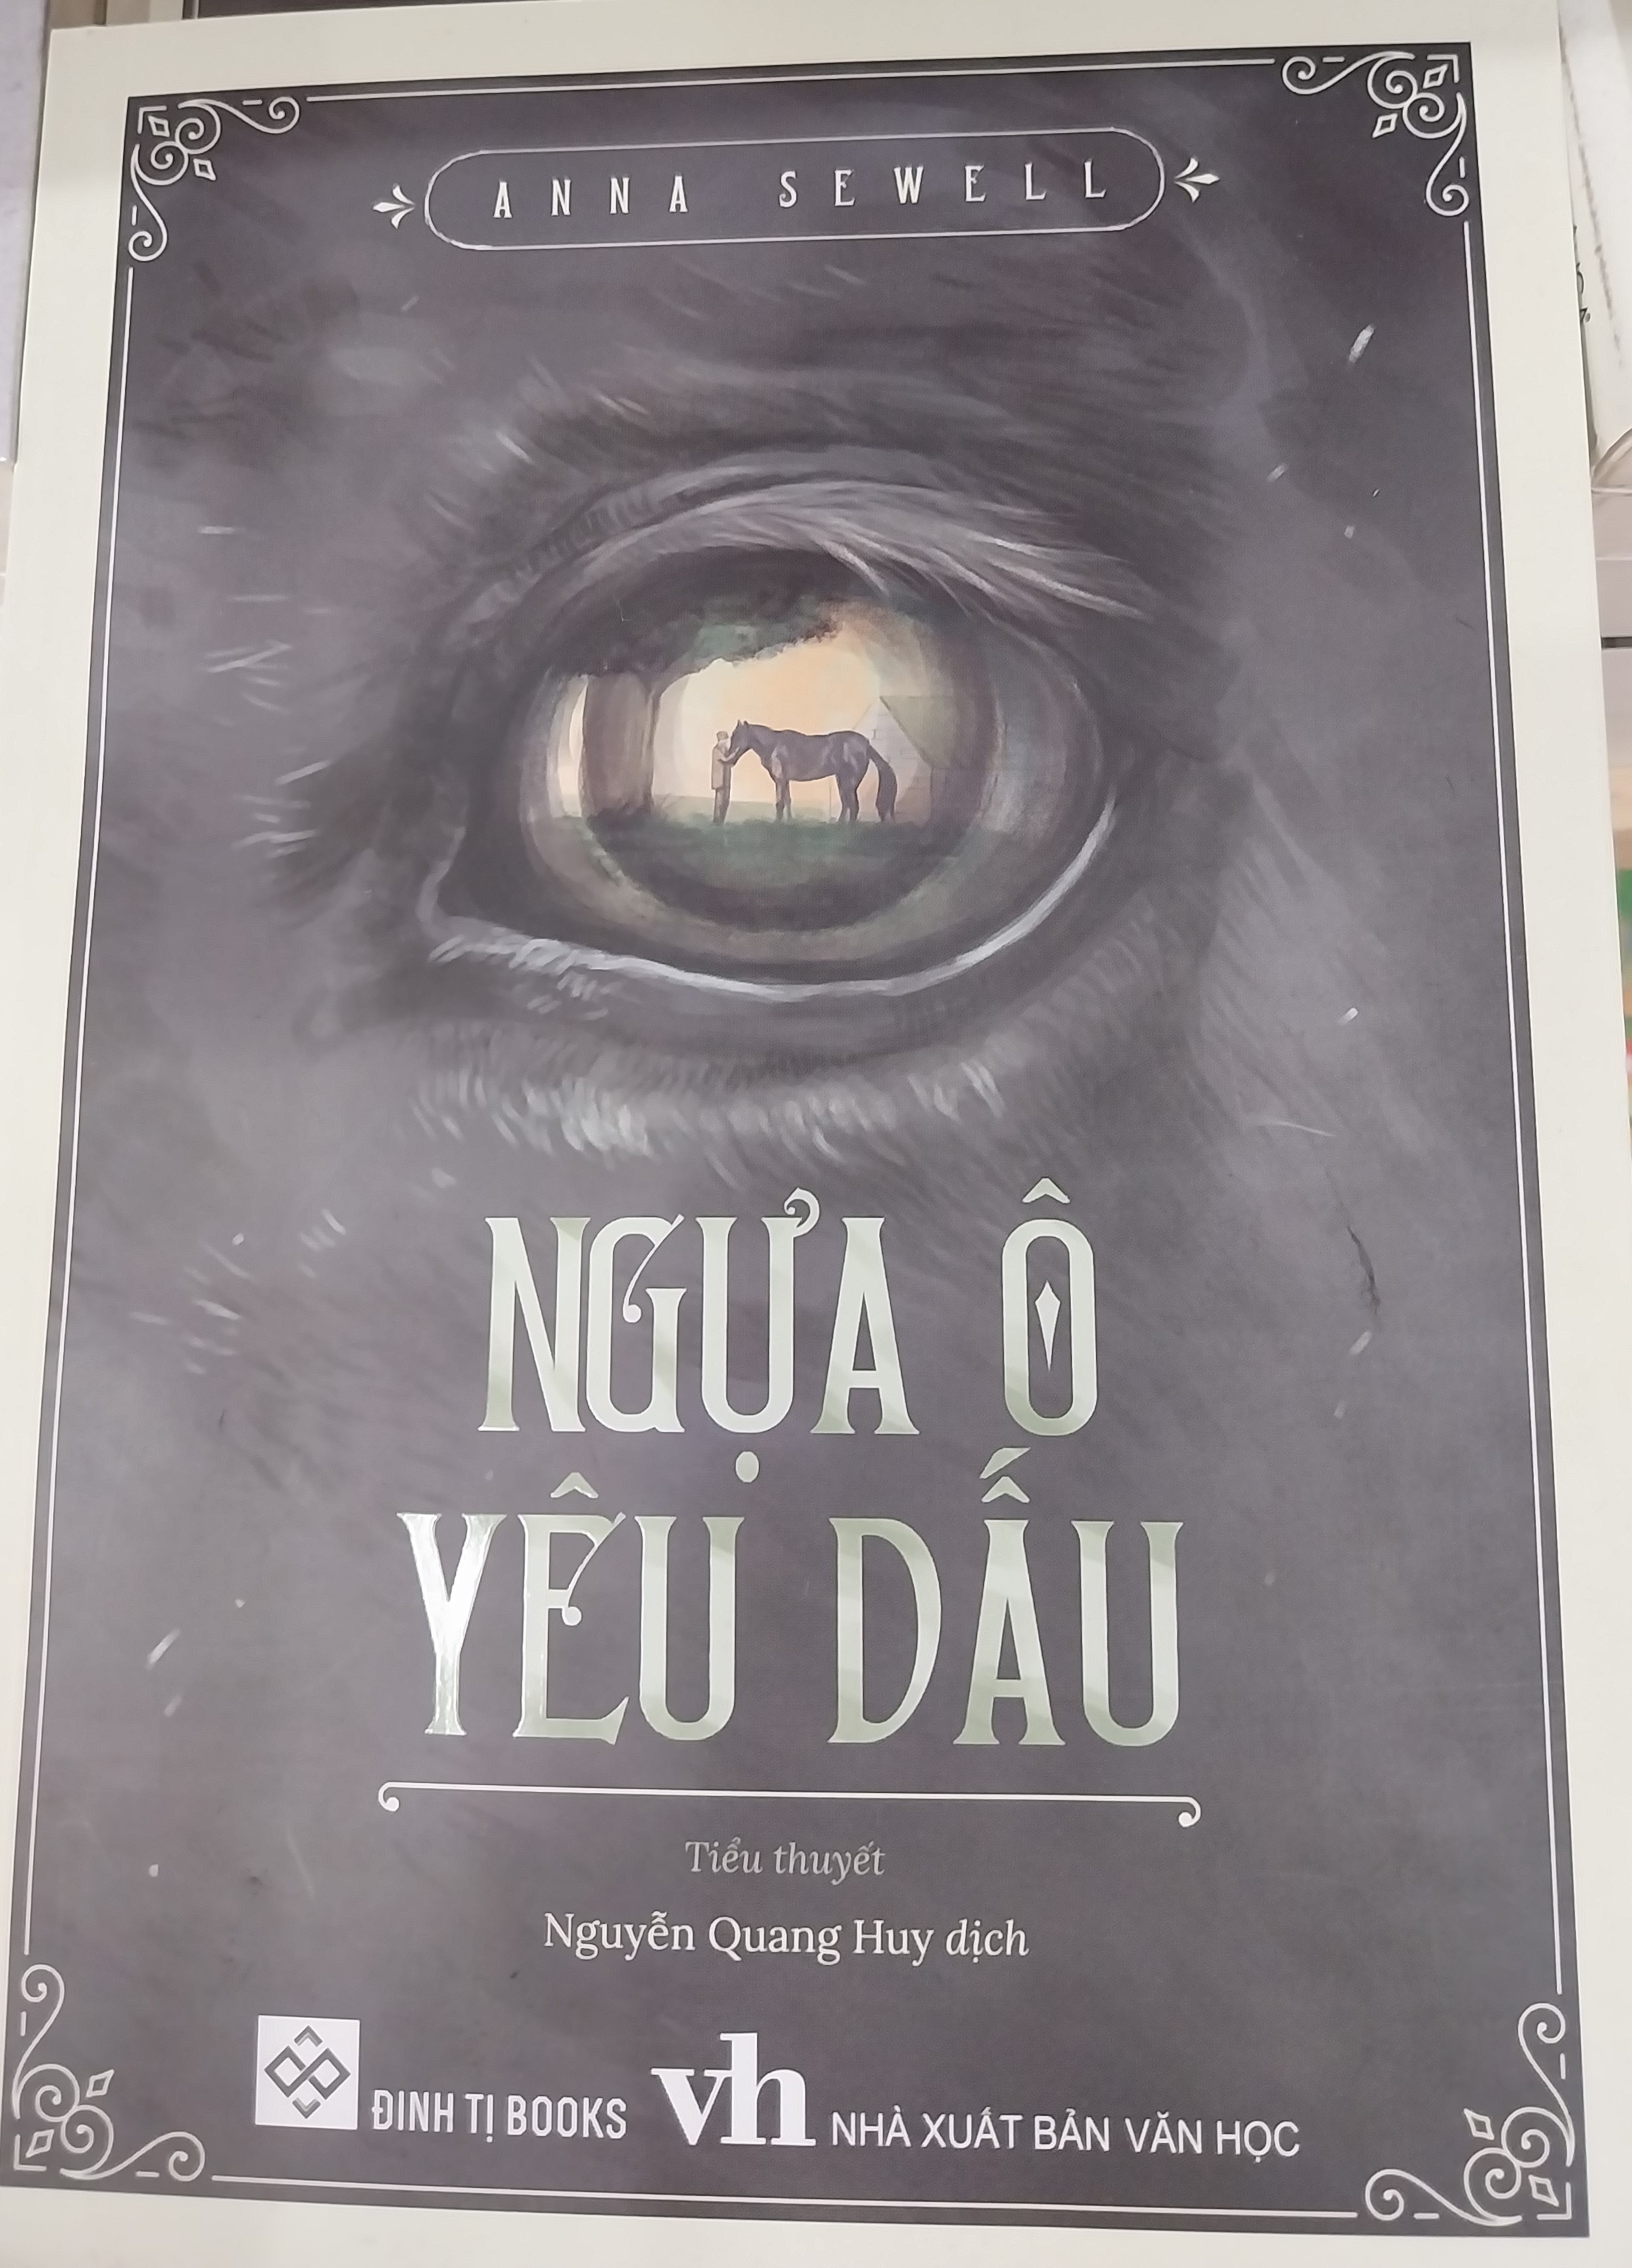 ANNA SEWELL
NGỰA Ô
YÊU DẤU
Tiểu thuyết
Nguyễn Quang Huy dịch
ĐINH TỊ BOOKS
vh NHÀ XUẤT BẢN VĂN HỌC